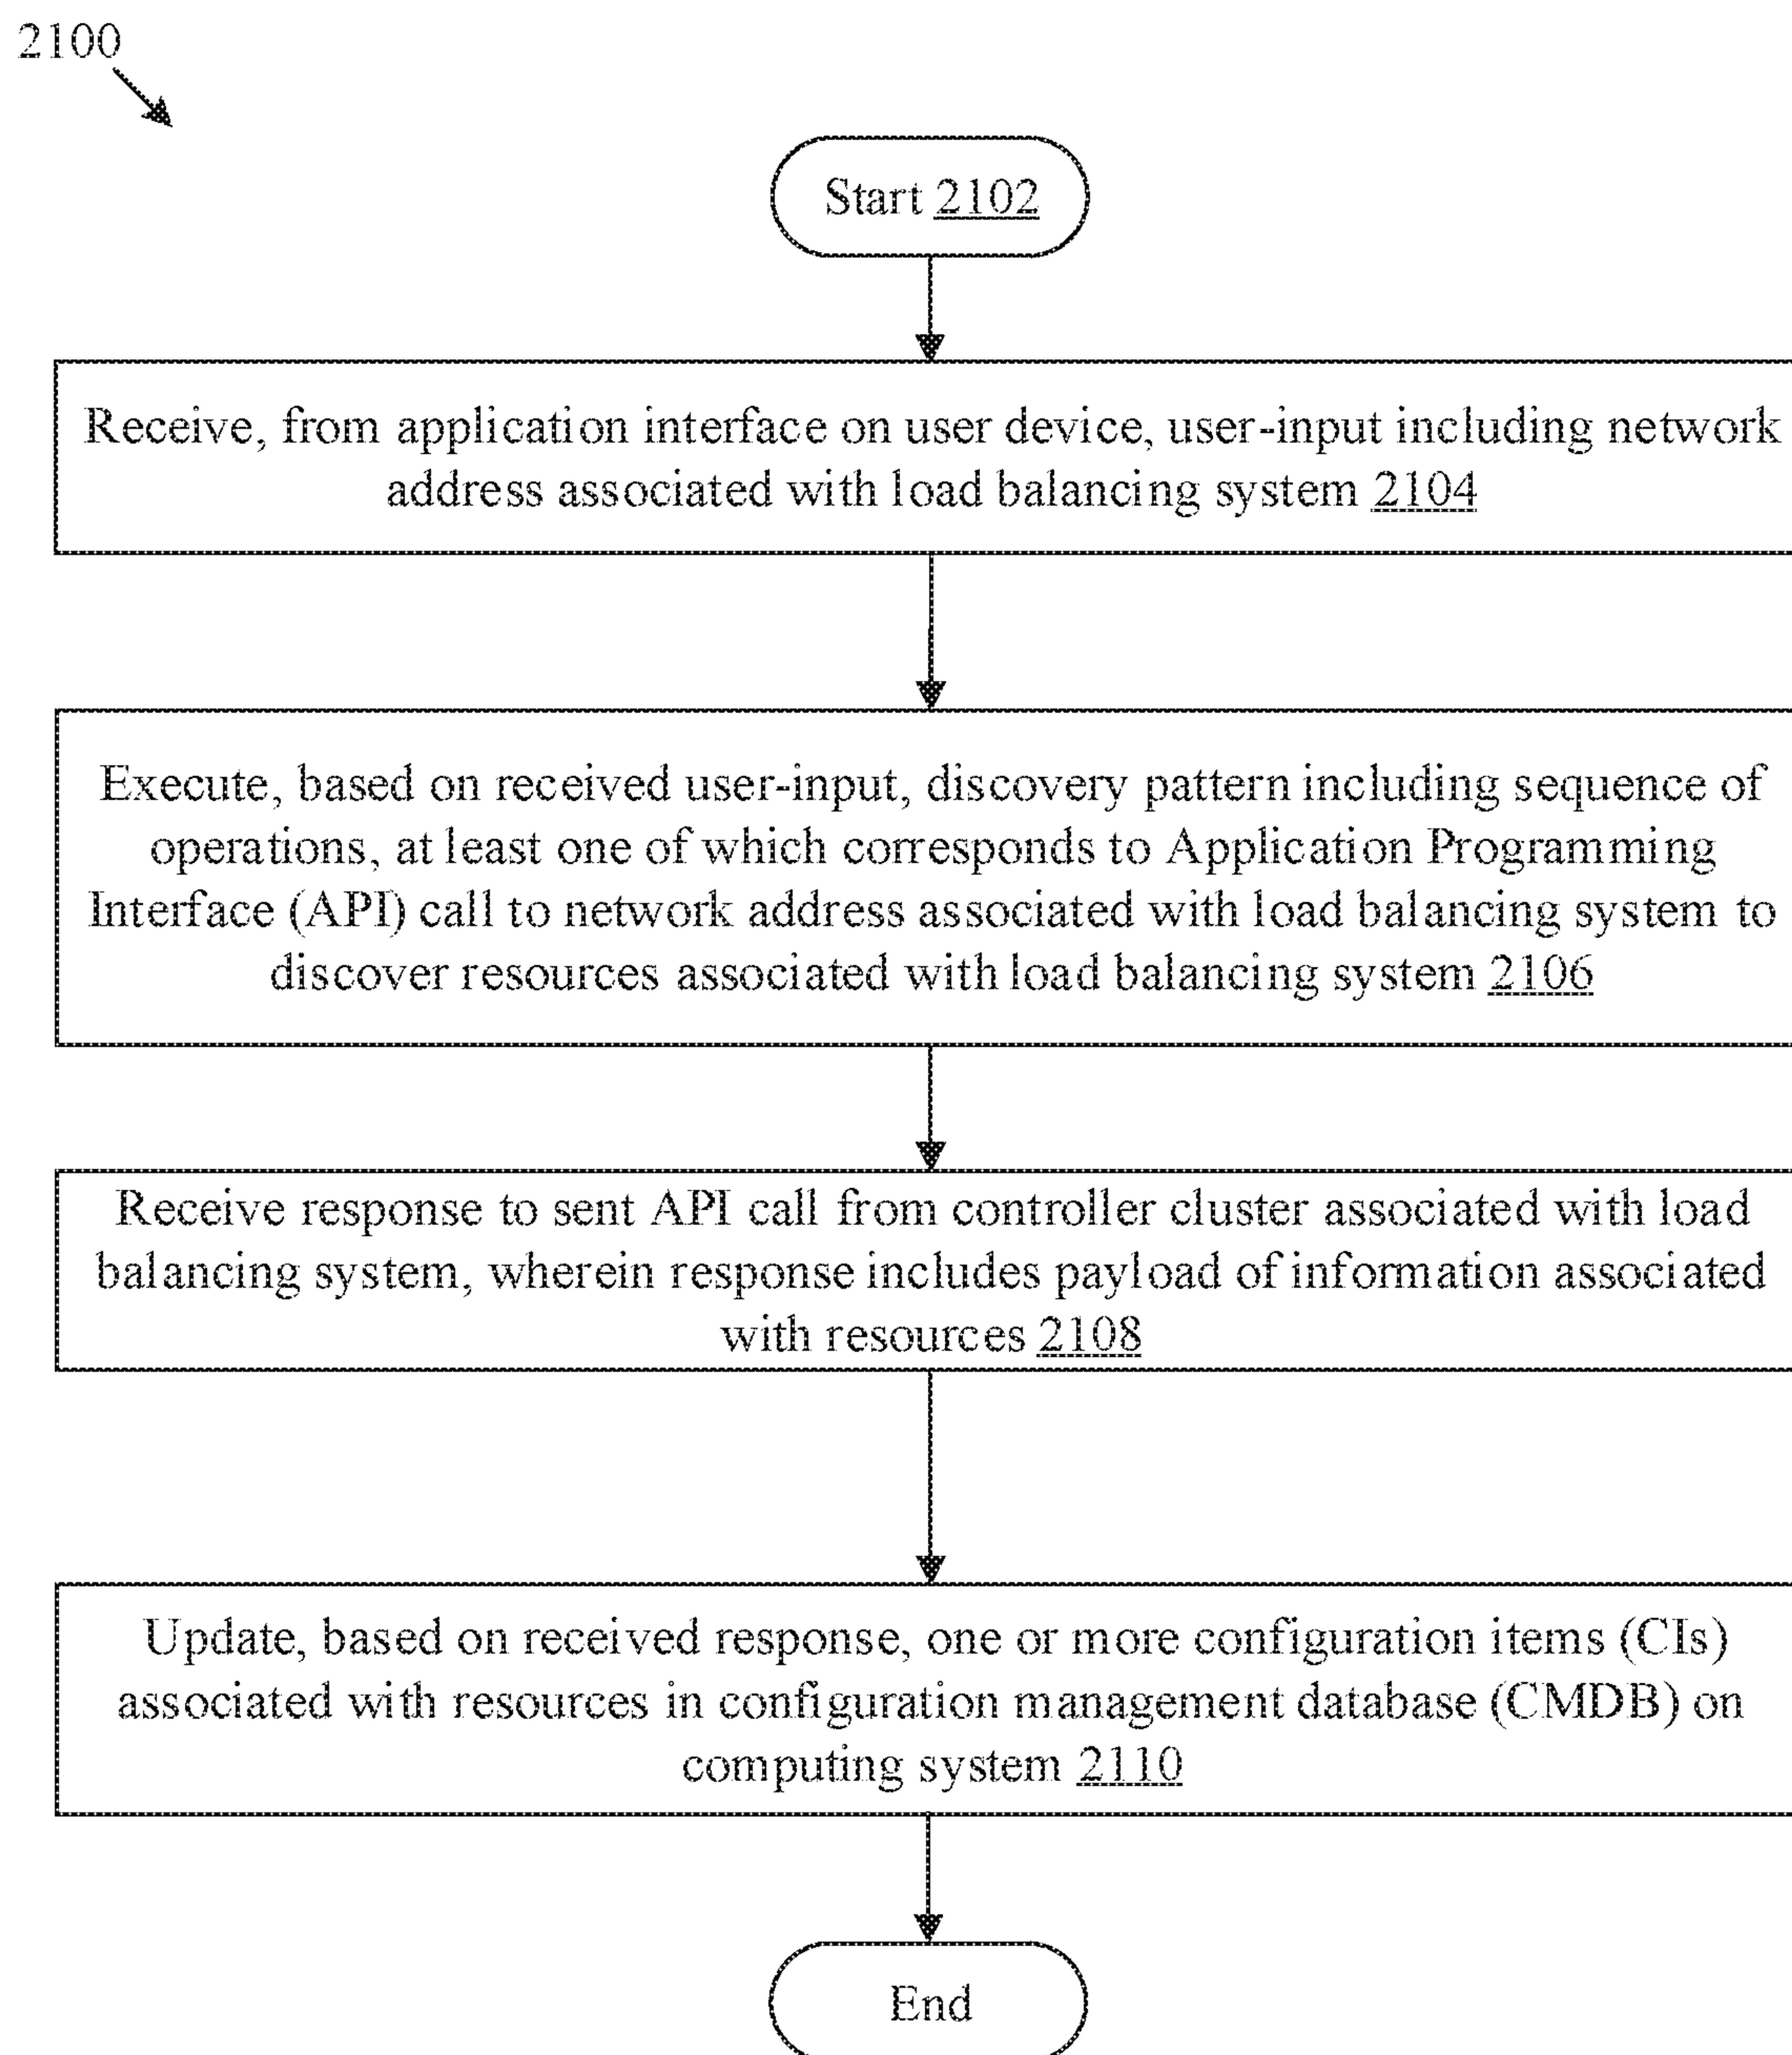 2100
Start 2102
Receive, from application interface on user device, user-input including network
address associated with load balancing system 2104
Execute, based on received user-input, discovery pattern including sequence of
operations, at least one of which corresponds to Application Programming
Interface (API) call to network address associated with load balancing system to
discover resources associated with load balancing system 2106
Receive response to sent API call from controller cluster associated with load
balancing system, wherein response includes payload of information associated
with resources 2108
Update, based on received response, one or more configuration items (CIs)
associated with resources in configuration management database (CMDB) on
computing system 2110
End